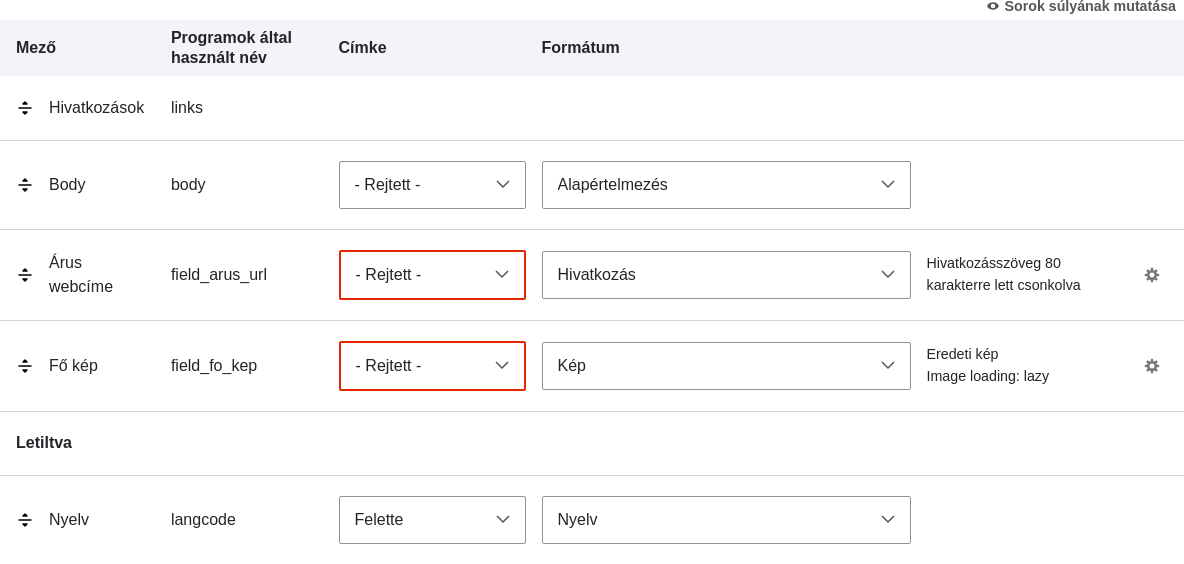 Sorok súlyának mutatása
Mező
Programok által
használt név
Címke
Formátum
Hivatkozások links
Body body - Rejtett - Alapértelmezés
Árus
webcíme
field_arus_url - Rejtett - Hivatkozás
Hivatkozásszöveg 80
karakterre lett csonkolva
Fő kép field_fo_kep - Rejtett - Kép
Eredeti kép
Image loading: lazy
Letiltva
Nyelv langcode Felette Nyelv